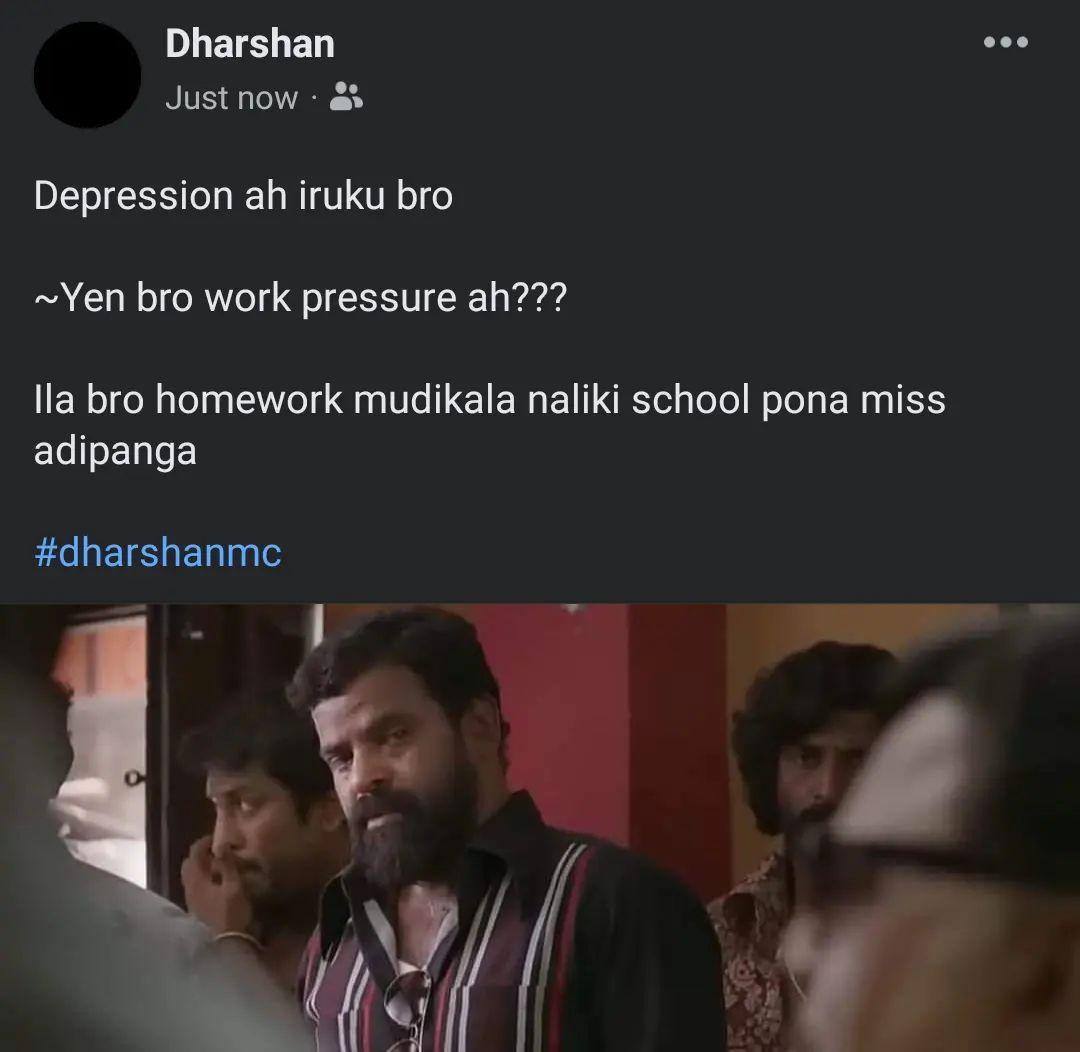 Dharshan
Just now ·
Depression ah iruku bro
~Yen bro work pressure ah???
Ila bro homework mudikala naliki school pona miss
adipanga
#dharshanmc